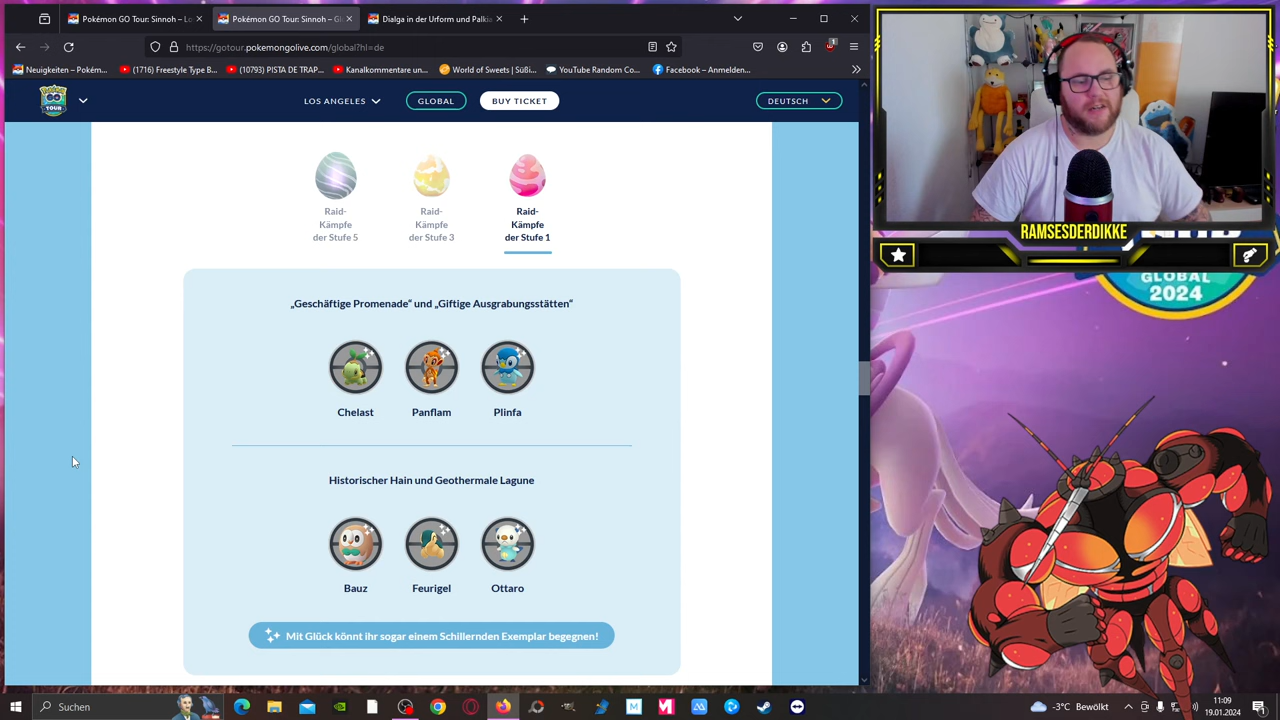 Pokémon GO Tour: Sinnoh – Lo
Pokémon GO Tour: Sinnoh – Gl
Dialga in der Urform und Palkia
https://gotour.pokemongolive.com/global?hl=de
1
Neuigkeiten – Pokém...
(1716) Freestyle Type B...
(10793) PISTA DE TRAP...
Kanalkommentare un...
World of Sweets | Süßi...
YouTube Random Co...
Facebook – Anmelden...
LOS ANGELES
GLOBAL
BUY TICKET
DEUTSCH
Raid-
Kämpfe
der Stufe 5
Raid-
Kämpfe
der Stufe 3
Raid-
Kämpfe
der Stufe 1
„Geschäftige Promenade“ und „Giftige Ausgrabungsstätten“
Chelast
Panflam
Plinfa
Historischer Hain und Geothermale Lagune
Bauz
Feurigel
Ottaro
Mit Glück könnt ihr sogar einem Schillernden Exemplar begegnen!
RAMSESDERDIKKE
GLOBAL
2024
Suchen
-3°C Bewölkt
11:09
19.01.2024